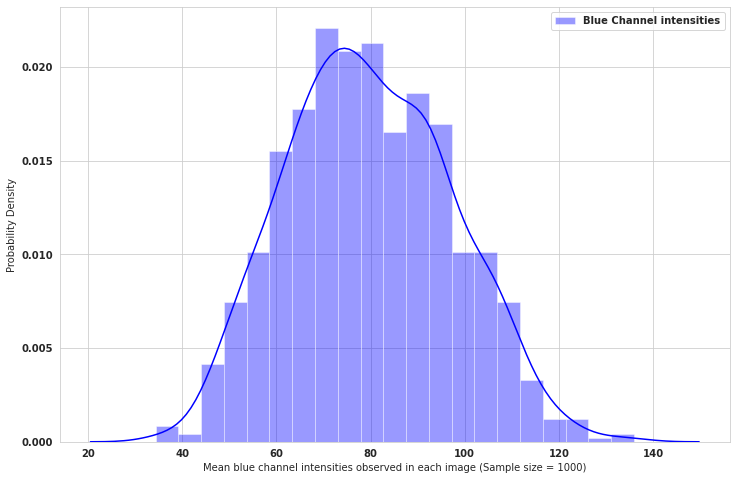 Blue Channel intensities
0.020
0.015
0.010
0.005
0.000
Probability Density
20 40 60 80 100 120 140
Mean blue channel intensities observed in each image (Sample size = 1000)